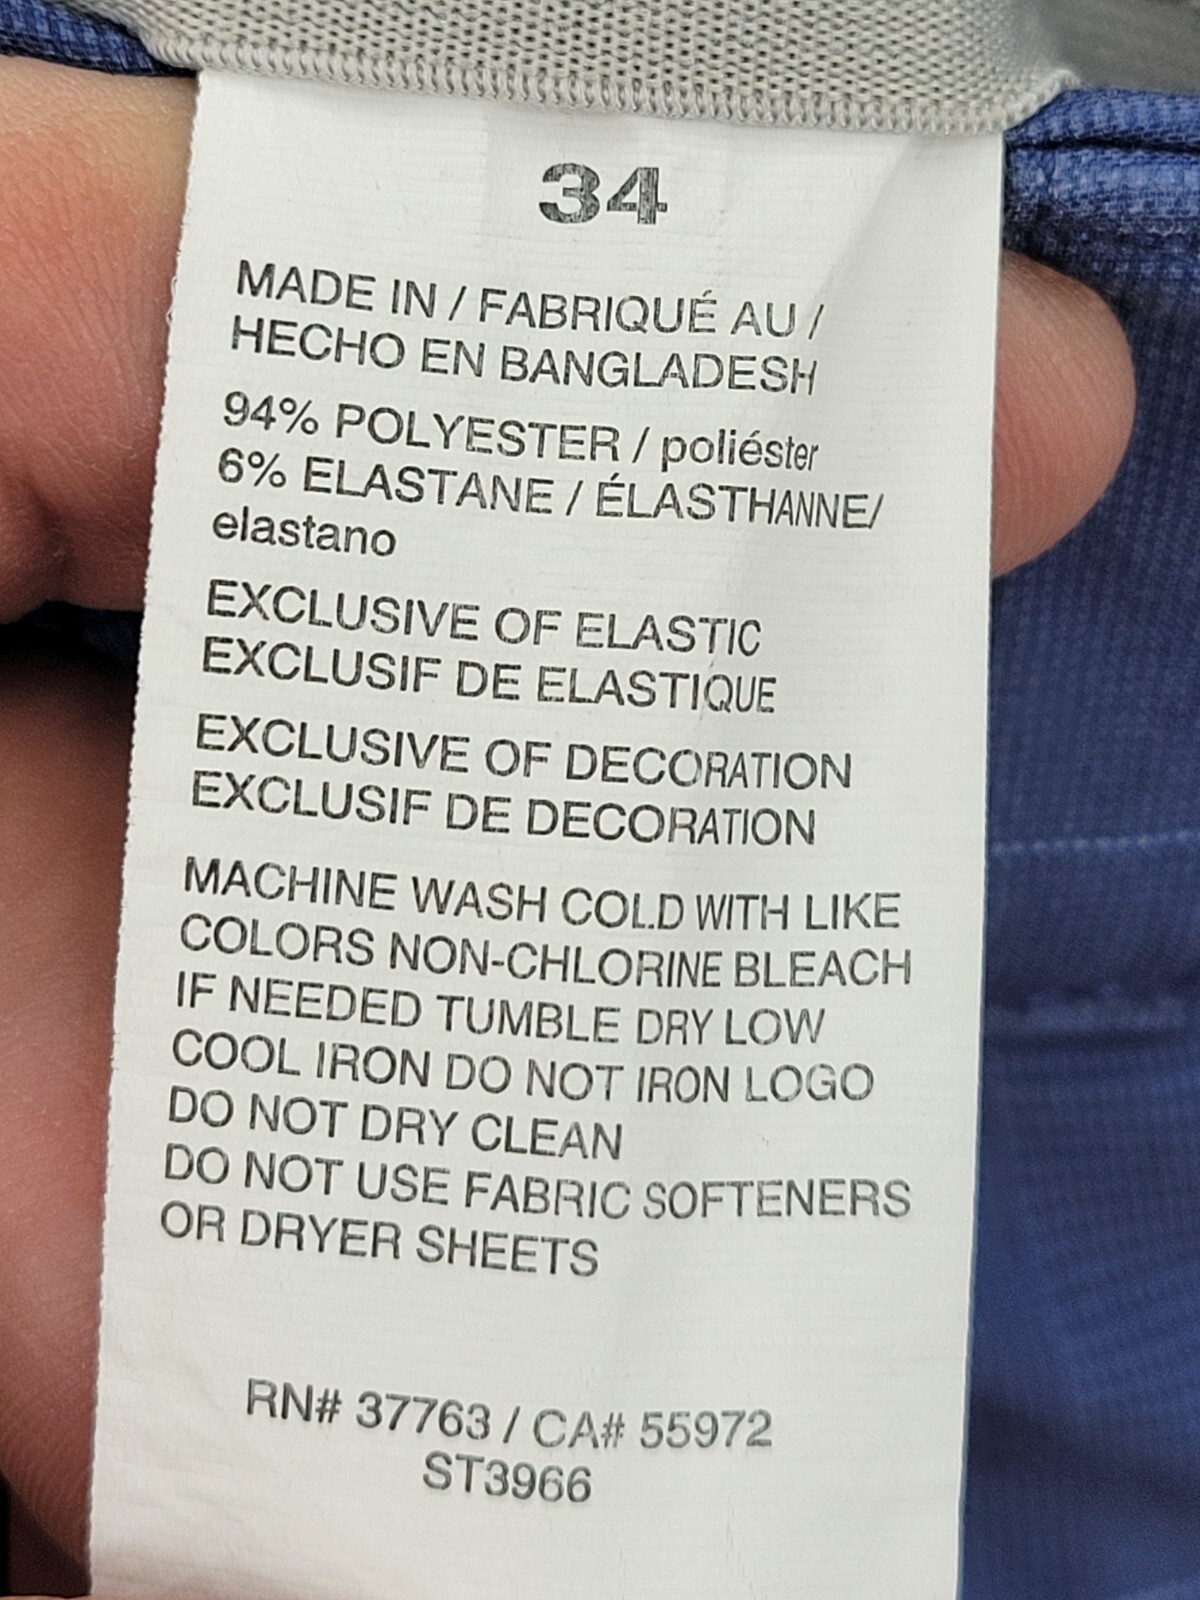 34
MADE IN / FABRIQUÉ AU /
HECHO EN BANGLADESH
94% POLYESTER / poliéster
6% ELASTANE / ÉLASTHANNE/
elastano
EXCLUSIVE OF ELASTIC
EXCLUSIF DE ELASTIQUE
EXCLUSIVE OF DECORATION
EXCLUSIF DE DECORATION
MACHINE WASH COLD WITH LIKE
COLORS NON-CHLORINE BLEACH
IF NEEDED TUMBLE DRY LOW
COOL IRON DO NOT IRON LOGO
DO NOT DRY CLEAN
DO NOT USE FABRIC SOFTENERS
OR DRYER SHEETS
RN# 37763 / CA# 55972
ST3966